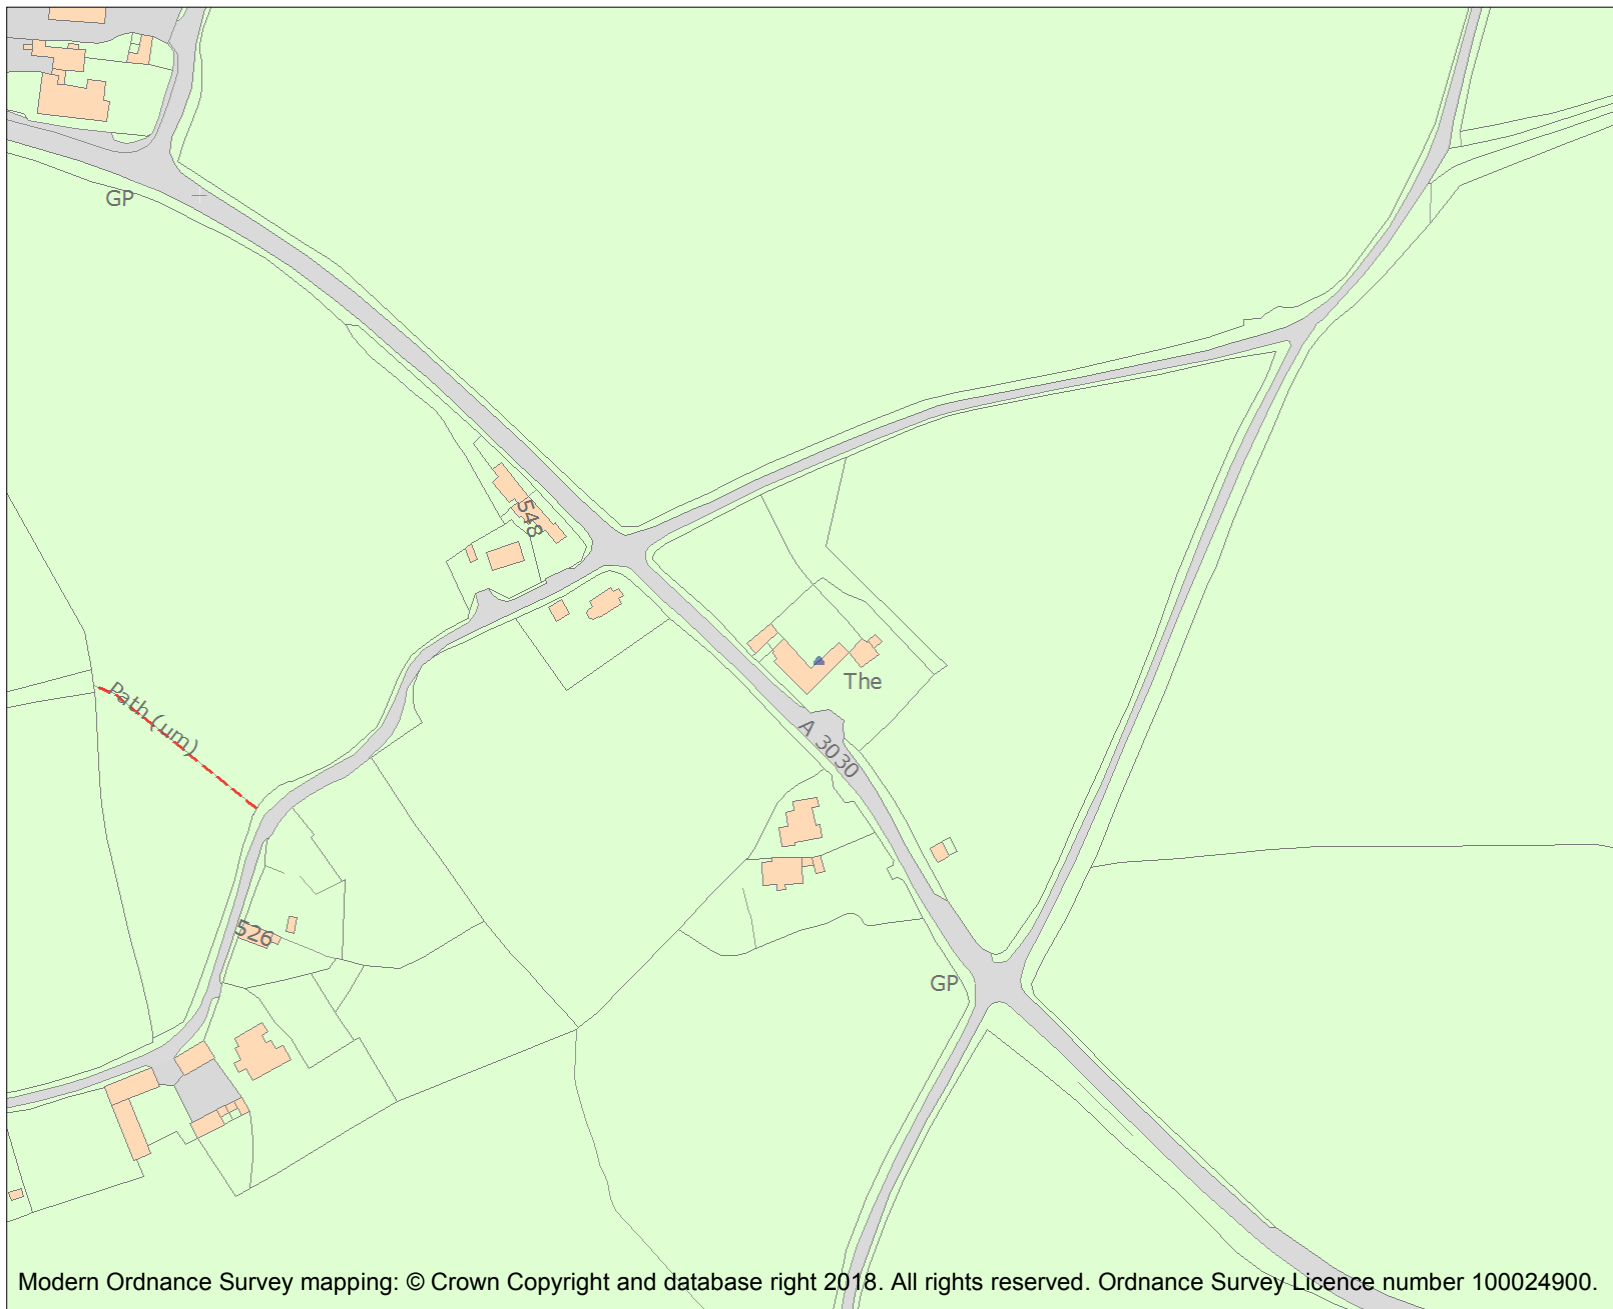 GP
548
The
Path (um)
A 3030
526
GP
Modern Ordnance Survey mapping: © Crown Copyright and database right 2018. All rights reserved. Ordnance Survey Licence number 100024900.